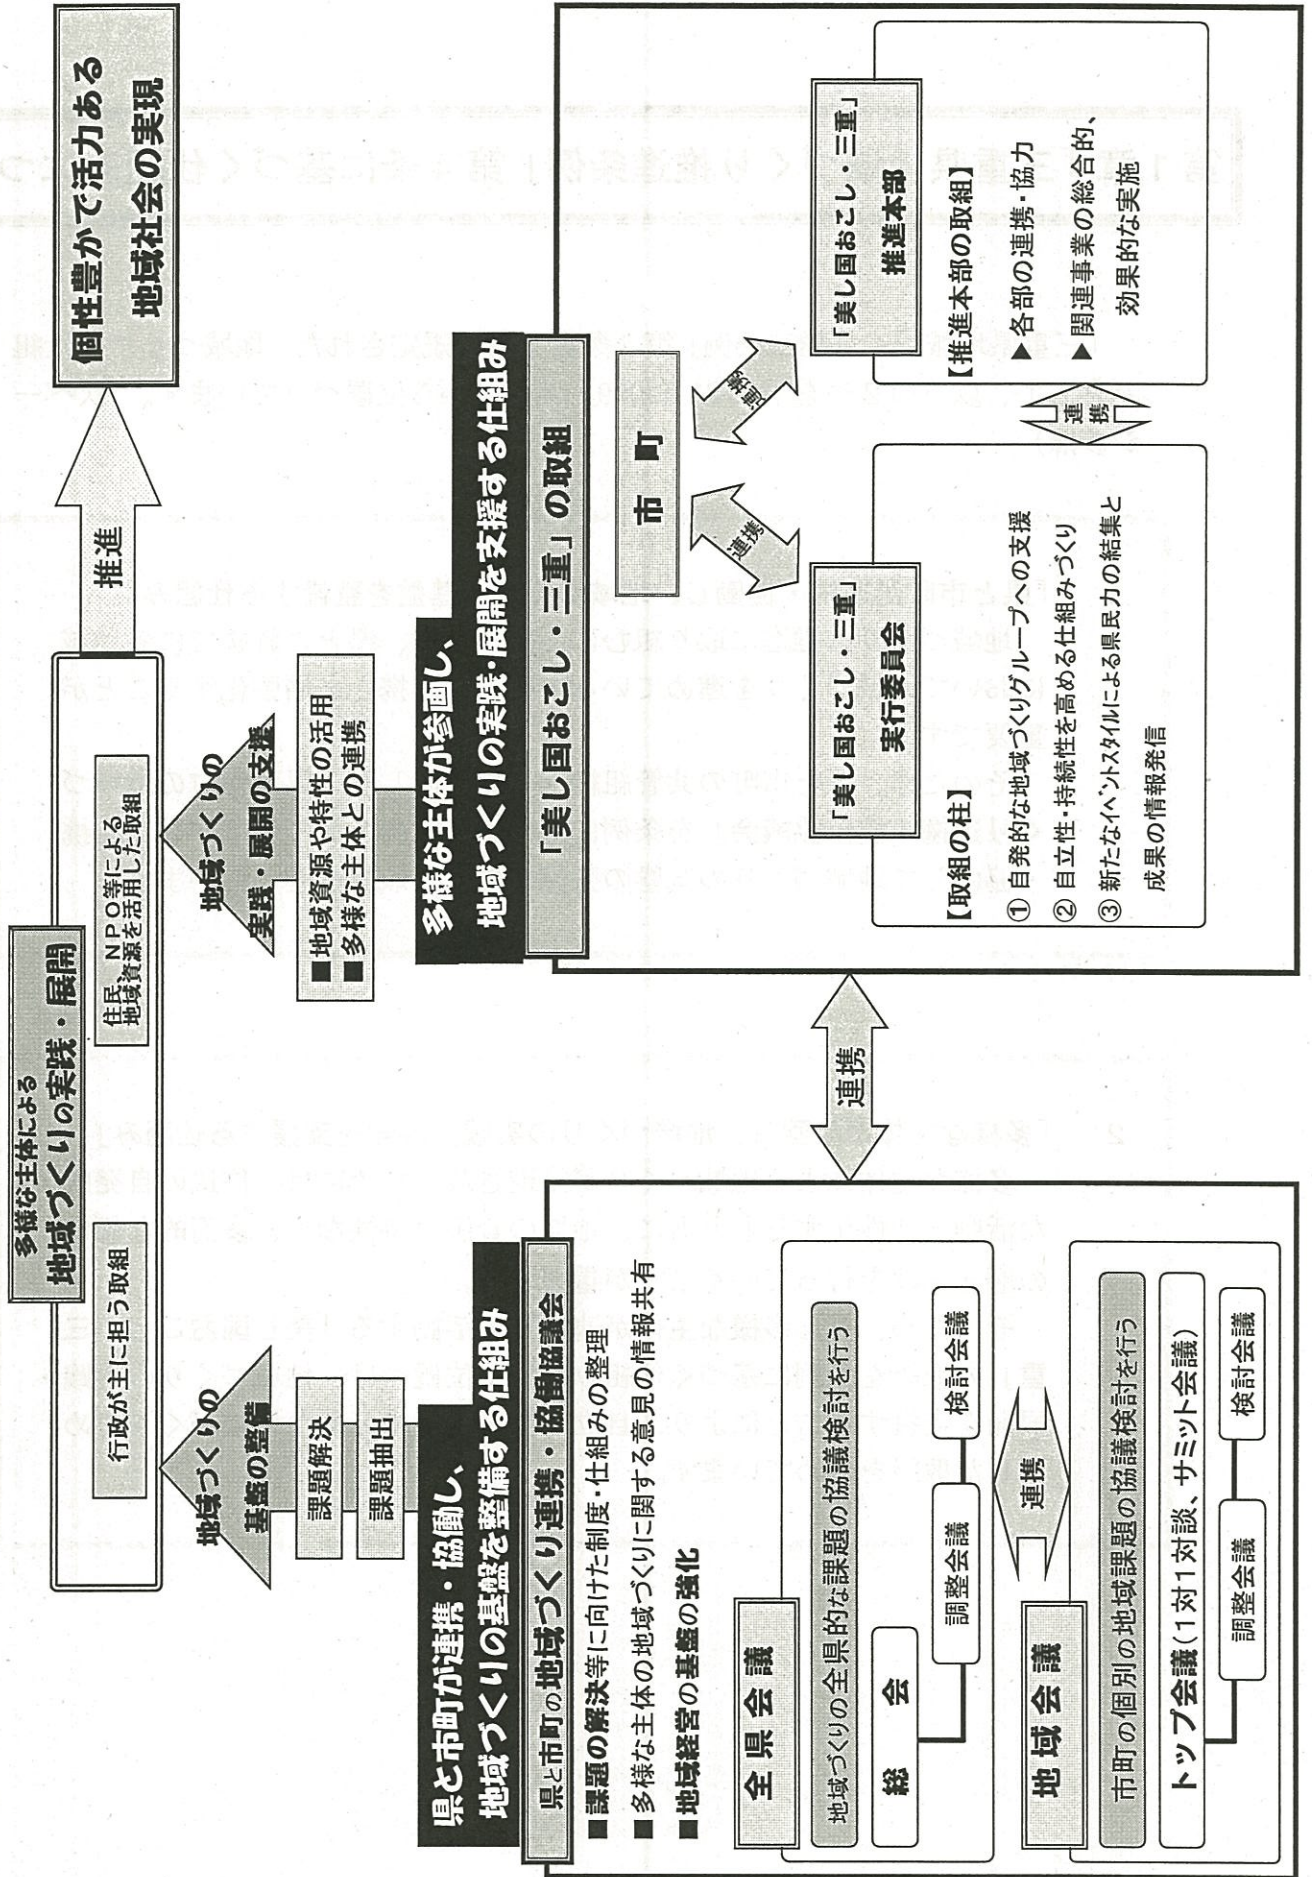 多様な主体による
地域づくりの実践・展開
行政が主に担う取組
住民、NPO等による
地域資源を活用した取組
推進
個性豊かで活力ある
地域社会の実現
地域づくりの
基盤の整備
課題解決
課題抽出
県と市町が連携・協働し、
地域づくりの基盤を整備する仕組み
県と市町の地域づくり連携・協働協議会
■課題の解決等に向けた制度・仕組みの整理
■多様な主体の地域づくりに関する意見の情報共有
■地域経営の基盤の強化
全県会議
地域づくりの全県的な課題の協議検討を行う
総会
調整会議
検討会議
連携
地域会議
市町の個別の地域課題の協議検討を行う
トップ会議(1対1対談、サミット会議)
調整会議
検討会議
連携
地域づくりの
実践・展開の支援
■地域資源や特性の活用
■多様な主体との連携
多様な主体が参画し、
地域づくりの実践・展開を支援する仕組み
「美し国おこし・三重」の取組
市町
連携
連携
「美し国おこし・三重」
実行委員会
【取組の柱】
① 自発的な地域づくりグループへの支援
② 自立性・持続性を高める仕組みづくり
③ 新たなイベントスタイルによる県民力の結集と
成果の情報発信
連携
「美し国おこし・三重」
推進本部
【推進本部の取組】
▶ 各部の連携・協力
▶ 関連事業の総合的、
効果的な実施